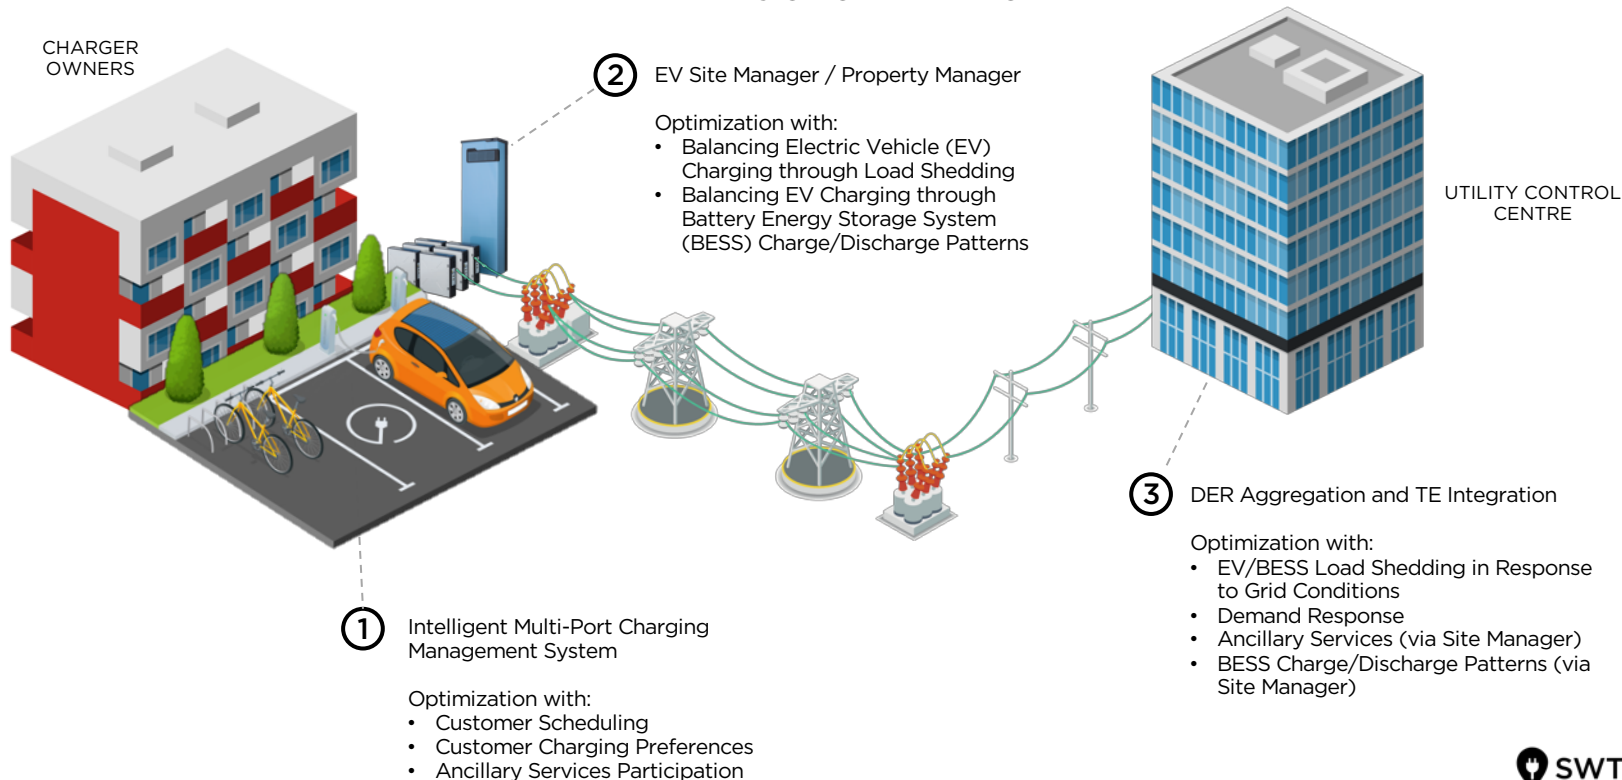 CHARGER
OWNERS
2
EV Site Manager / Property Manager
Optimization with:
• Balancing Electric Vehicle (EV)
Charging through Load Shedding
• Balancing EV Charging through
Battery Energy Storage System
(BESS) Charge/Discharge Patterns
UTILITY CONTROL
CENTRE
3
DER Aggregation and TE Integration
Optimization with:
• EV/BESS Load Shedding in Response
to Grid Conditions
• Demand Response
• Ancillary Services (via Site Manager)
• BESS Charge/Discharge Patterns (via
Site Manager)
1
Intelligent Multi-Port Charging
Management System
Optimization with:
• Customer Scheduling
• Customer Charging Preferences
• Ancillary Services Participation
SWT